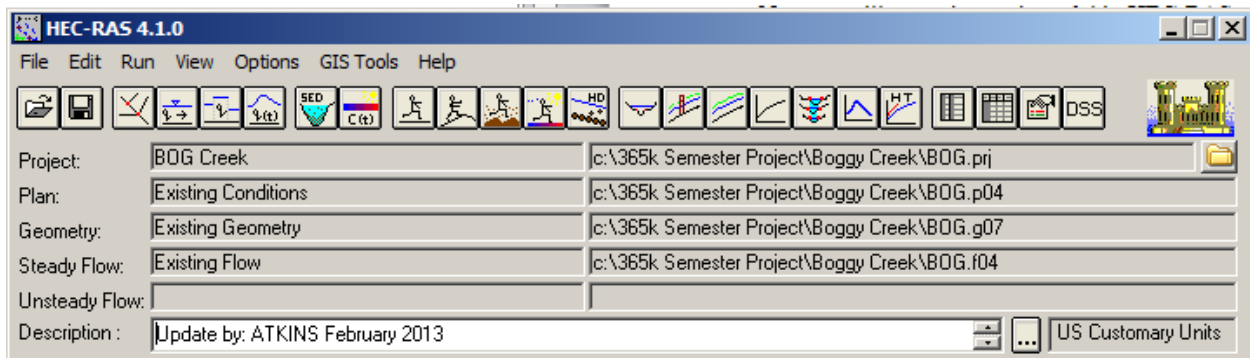 HEC-RAS 4.1.0
File Edit Run View Options GIS Tools Help
SED C(t) q(t) HD HT DSS
Project: BOG Creek c:\365k Semester Project\Boggy Creek\BOG.prj
Plan: Existing Conditions c:\365k Semester Project\Boggy Creek\BOG.p04
Geometry: Existing Geometry c:\365k Semester Project\Boggy Creek\BOG.g07
Steady Flow: Existing Flow c:\365k Semester Project\Boggy Creek\BOG.f04
Unsteady Flow:
Description : Update by: ATKINS February 2013 ... US Customary Units